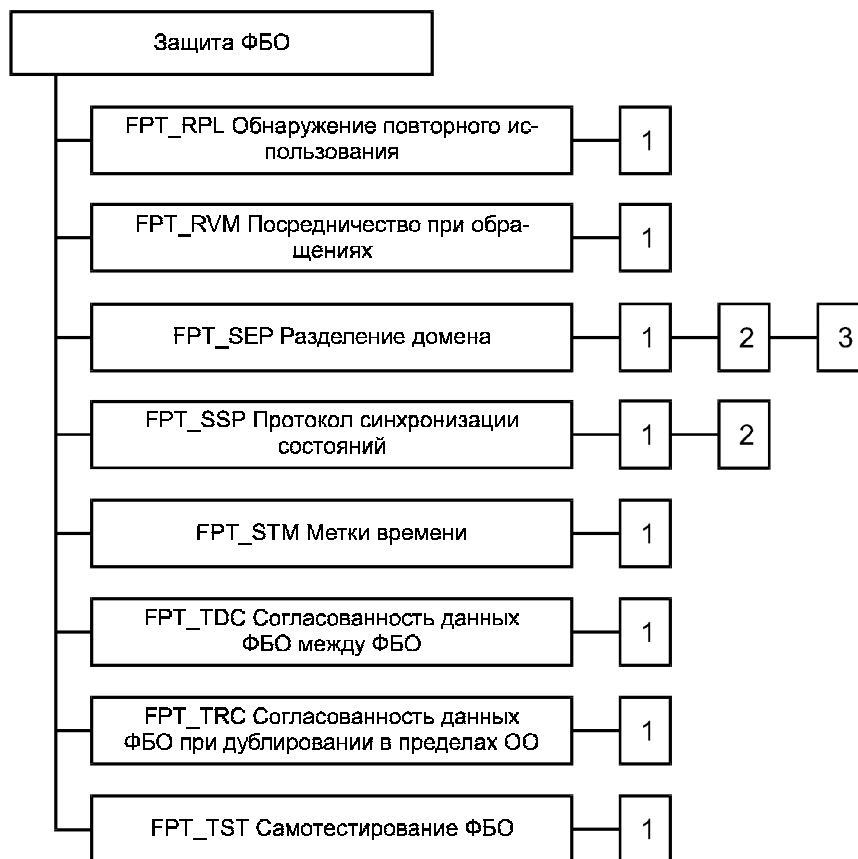 Защита ФБО
FPT_RPL Обнаружение повторного ис-
пользования
1
FPT_RVM Посредничество при обра-
щениях
1
FPT_SEP Разделение домена
1
2
3
FPT_SSP Протокол синхронизации
состояний
1
2
FPT_STM Метки времени
1
FPT_TDC Согласованность данных
ФБО между ФБО
1
FPT_TRC Согласованность данных
ФБО при дублировании в пределах ОО
1
FPT_TST Самотестирование ФБО
1